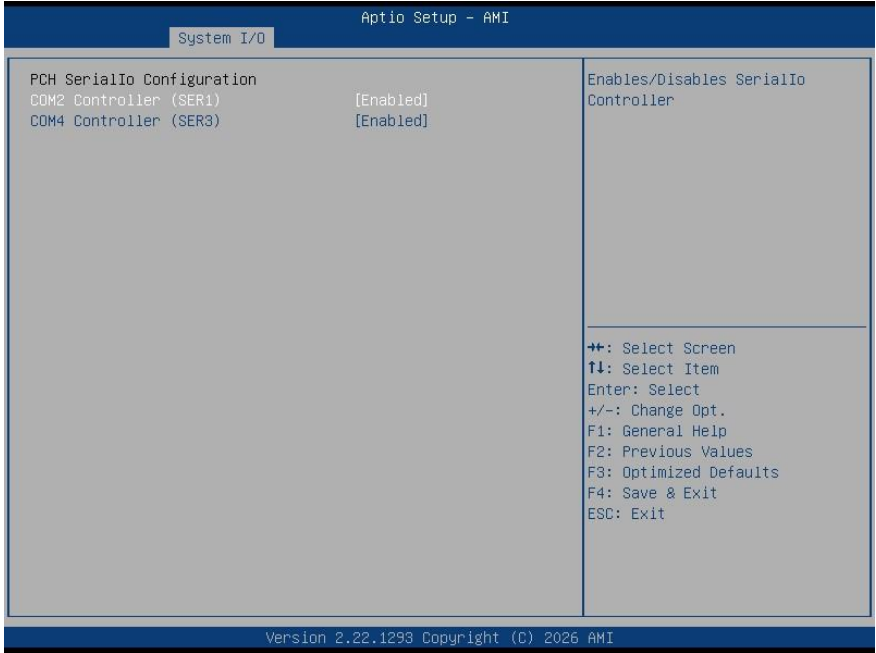 Aptio Setup - AMI
System I/O
PCH SerialIo Configuration
COM2 Controller (SER1) [Enabled]
COM4 Controller (SER3) [Enabled]
Enables/Disables SerialIo
Controller
→←: Select Screen
↑↓: Select Item
Enter: Select
+/-: Change Opt.
F1: General Help
F2: Previous Values
F3: Optimized Defaults
F4: Save & Exit
ESC: Exit
Version 2.22.1293 Copyright (C) 2026 AMI